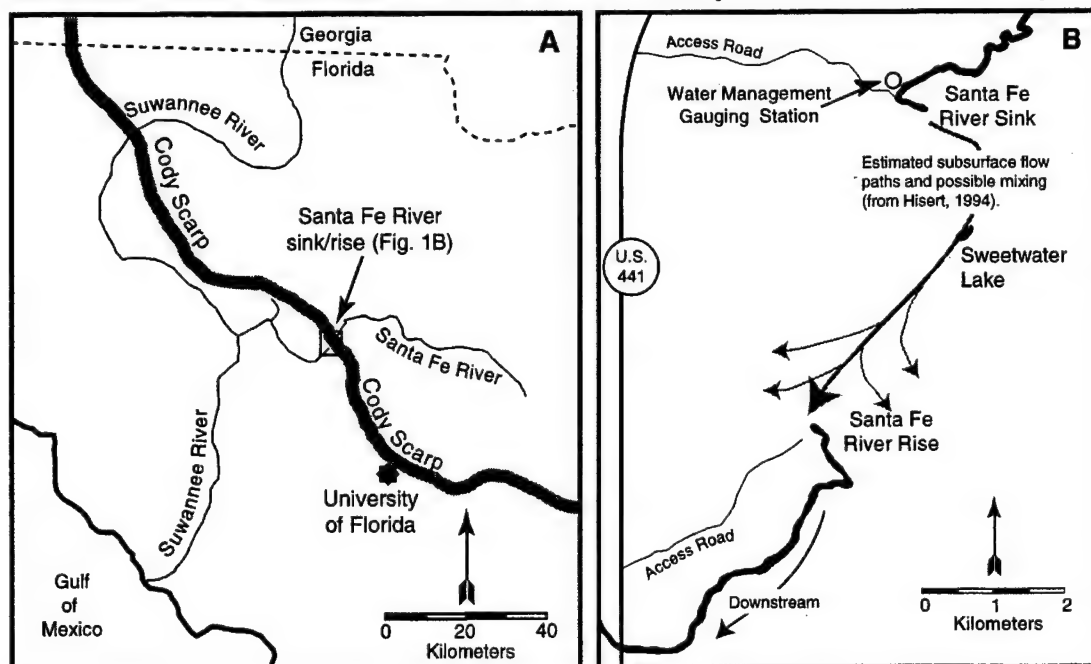 A
Georgia
Florida
Suwannee River
Cody Scarp
Santa Fe River
sink/rise (Fig. 1B)
Santa Fe River
Cody Scarp
Suwannee River
University
of Florida
Gulf
of
Mexico
0 20 40
Kilometers
B
Access Road
Water Management
Gauging Station
Santa Fe
River Sink
Estimated subsurface flow
paths and possible mixing
(from Hisert, 1994).
U.S.
441
Sweetwater
Lake
Santa Fe
River Rise
Access Road
Downstream
0 1 2
Kilometers